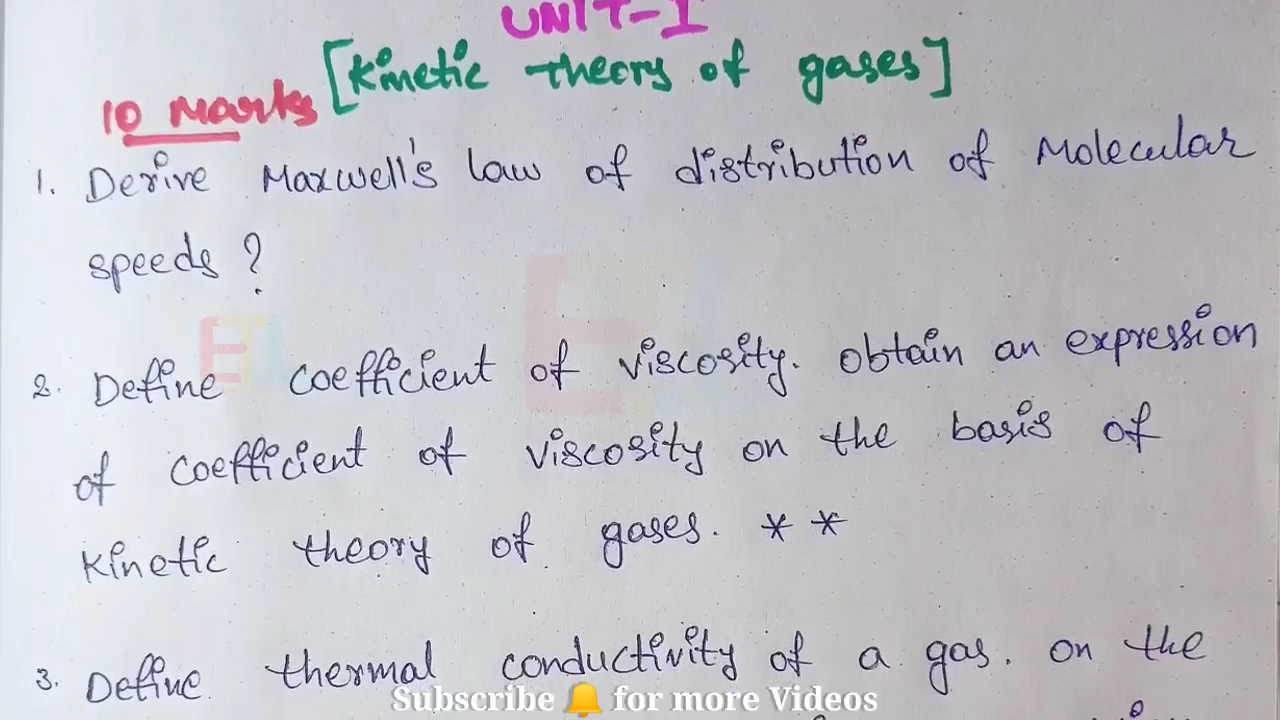 UNIT-I
[Kinetic theory of gases]
10 Marks
1. Derive Maxwell's law of distribution of Molecular
speeds ?
2. Define coefficient of viscosity. obtain an expression
of coefficient of viscosity on the basis of
kinetic theory of gases. * *
3. Define thermal conductivity of a gas. on the
Subscribe 🔔 for more Videos